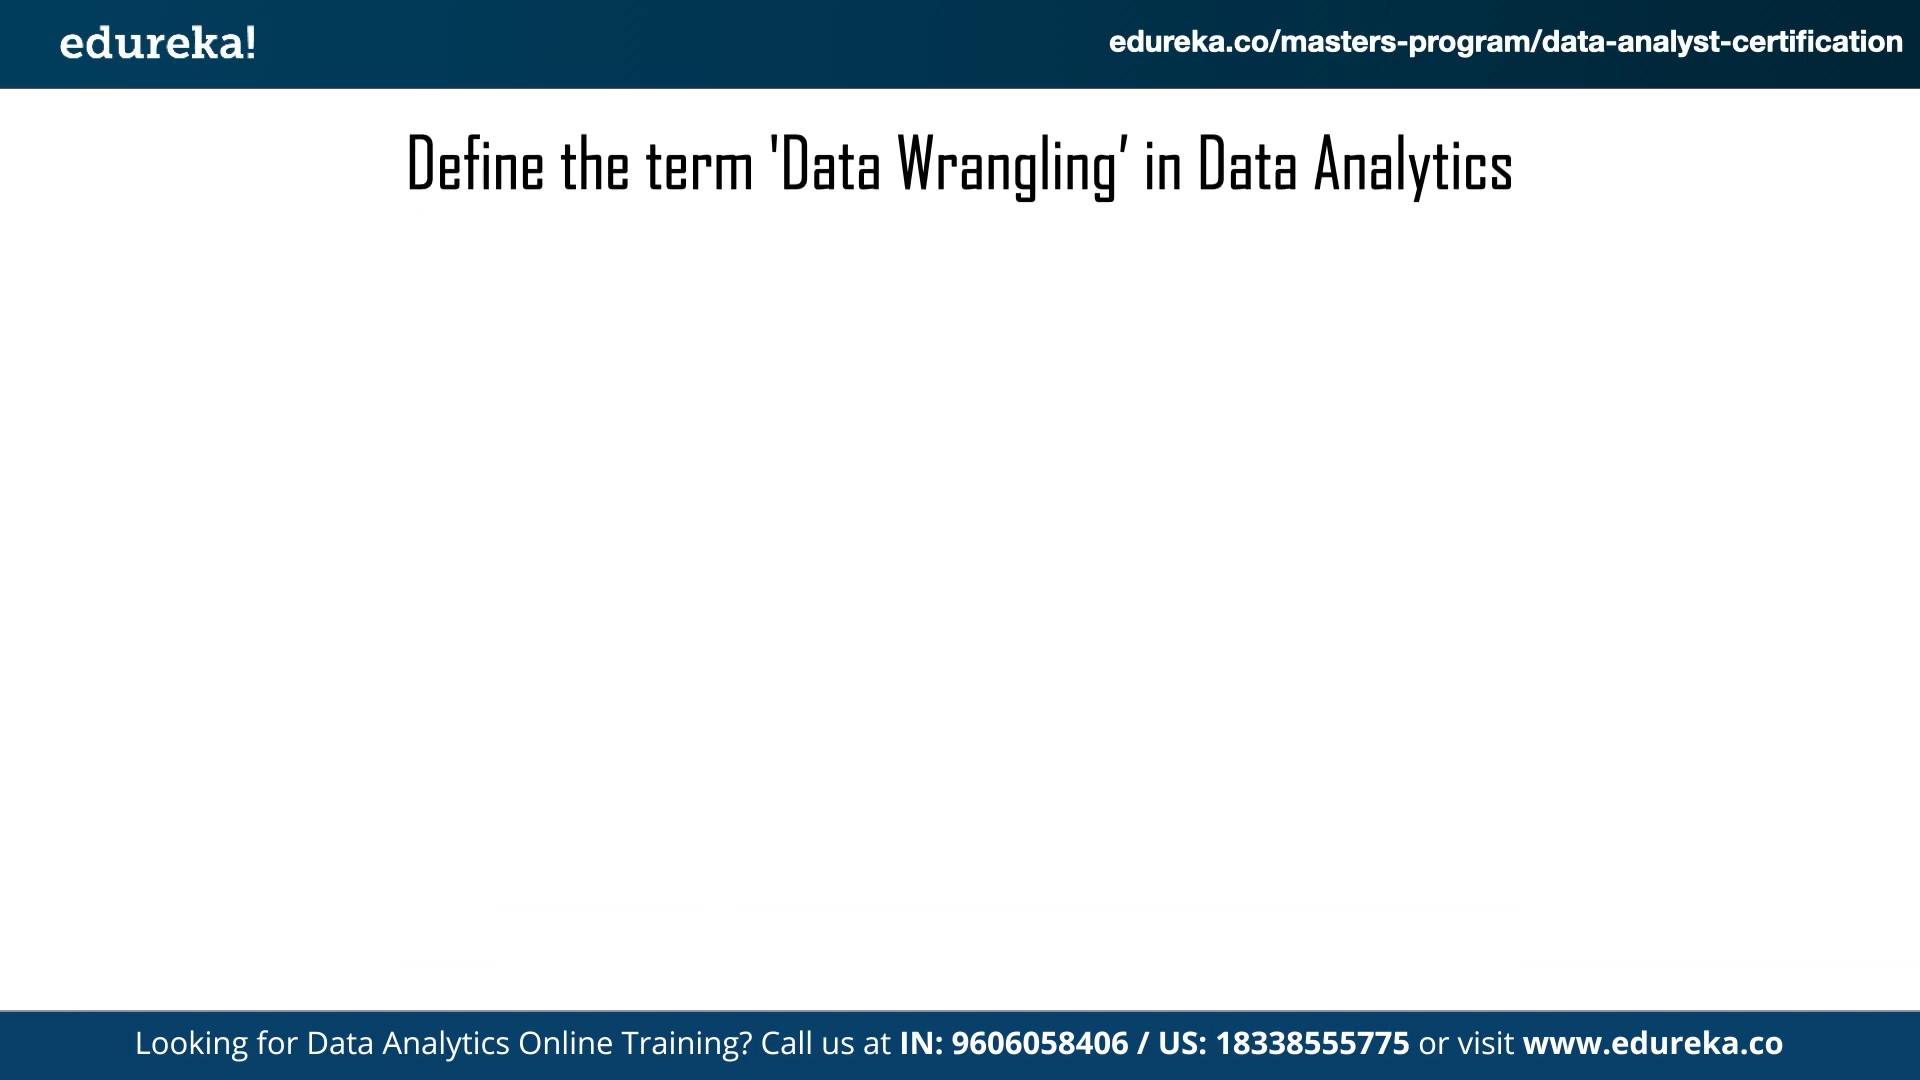 edureka!
edureka.co/masters-program/data-analyst-certification
Define the term 'Data Wrangling’ in Data Analytics
Looking for Data Analytics Online Training? Call us at IN: 9606058406 / US: 18338555775 or visit www.edureka.co